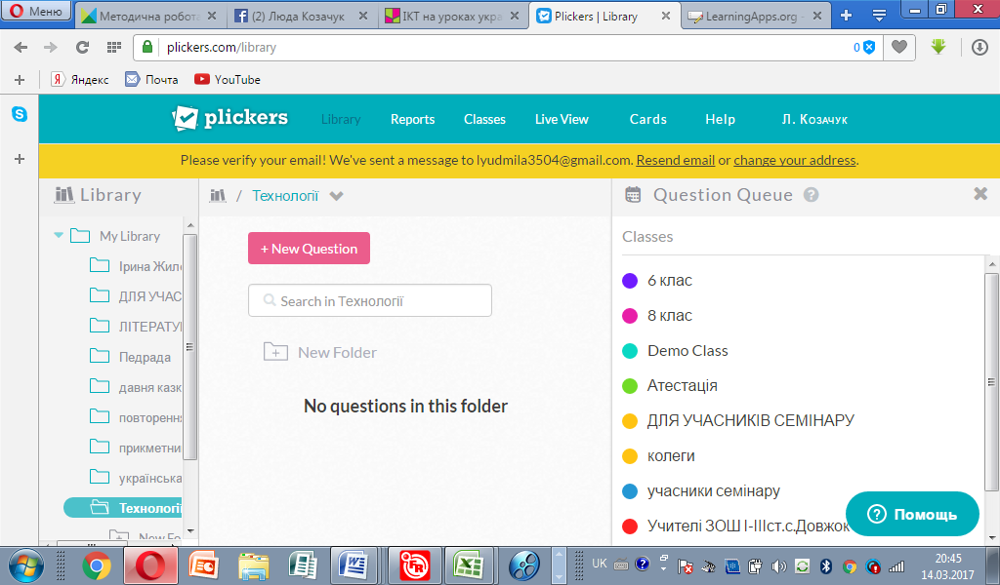 Меню
Методична робота
(2) Люда Козачук
ІКТ на уроках укра
Plickers | Library
LearningApps.org -
plickers.com/library
0
Яндекс
Почта
YouTube
plickers
Library
Reports
Classes
Live View
Cards
Help
Л. Козачук
Please verify your email! We've sent a message to lyudmila3504@gmail.com. Resend email or change your address.
Library
/ Технології
Question Queue ?
My Library
Ірина Жиле
ДЛЯ УЧАС
ЛІТЕРАТУР
Педрада
давня казк
повторення
прикметни
українська
Технології
New Fo
+ New Question
Search in Технології
New Folder
No questions in this folder
Classes
6 клас
8 клас
Demo Class
Атестація
ДЛЯ УЧАСНИКІВ СЕМІНАРУ
колеги
учасники семінару
Учителі ЗОШ І-ІІІст.с.Довжок
Помощь
UK
20:45
14.03.2017